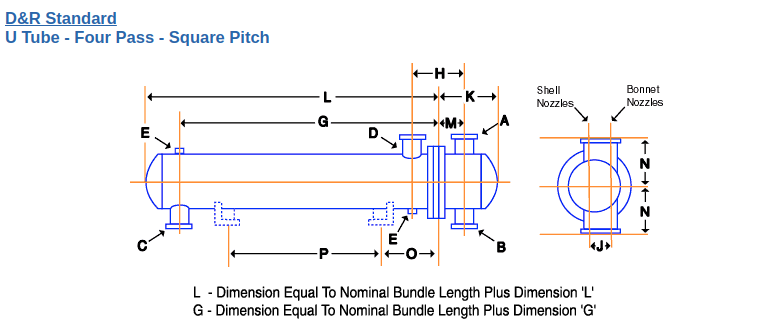 D&R Standard
U Tube - Four Pass - Square Pitch
H
L
K
G
M
A
E
D
Shell
Nozzles
Bonnet
Nozzles
N
N
J
C
E
B
P
O
L - Dimension Equal To Nominal Bundle Length Plus Dimension 'L'
G - Dimension Equal To Nominal Bundle Length Plus Dimension 'G'